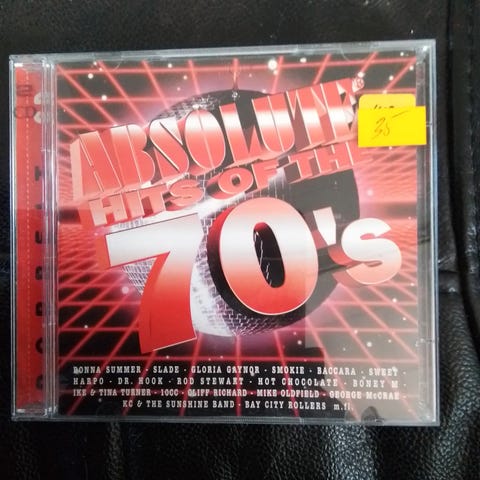 ABSOLUTE
HITS OF THE
70's
35
DONNA SUMMER - SLADE - GLORIA GAYNOR - SMOKIE - BACCARA - SWEET
HARPO - DR. HOOK - ROD STEWART - HOT CHOCOLATE - BONEY M -
IKE & TINA TURNER - 10CC - CLIFF RICHARD - MIKE OLDFIELD - GEORGE McCRAE
KC & THE SUNSHINE BAND - BAY CITY ROLLERS m.fl.